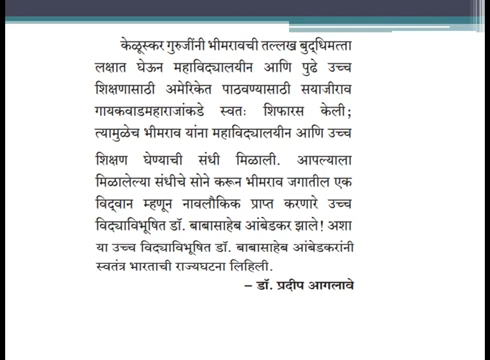 केळूस्कर गुरुजींनी भीमरावची तल्लख बुद्धिमत्ता
लक्षात घेऊन महाविद्यालयीन आणि पुढे उच्च
शिक्षणासाठी अमेरिकेत पाठवण्यासाठी सयाजीराव
गायकवाडमहाराजांकडे स्वतः शिफारस केली;
त्यामुळेच भीमराव यांना महाविद्यालयीन आणि उच्च
शिक्षण घेण्याची संधी मिळाली. आपल्याला
मिळालेल्या संधीचे सोने करून भीमराव जगातील एक
विद्वान म्हणून नावलौकिक प्राप्त करणारे उच्च
विद्याविभूषित डॉ. बाबासाहेब आंबेडकर झाले! अशा
या उच्च विद्याविभूषित डॉ. बाबासाहेब आंबेडकरांनी
स्वतंत्र भारताची राज्यघटना लिहिली.
– डॉ. प्रदीप आगलावे